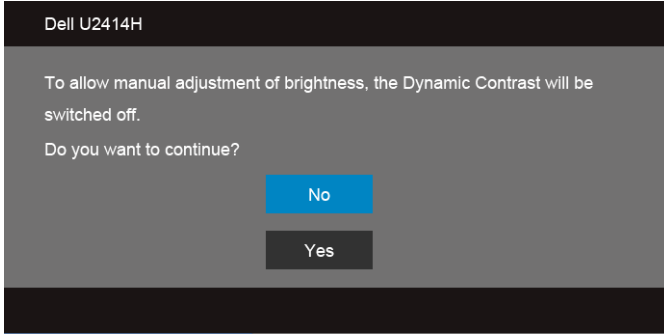 Dell U2414H
To allow manual adjustment of brightness, the Dynamic Contrast will be
switched off.
Do you want to continue?
No
Yes